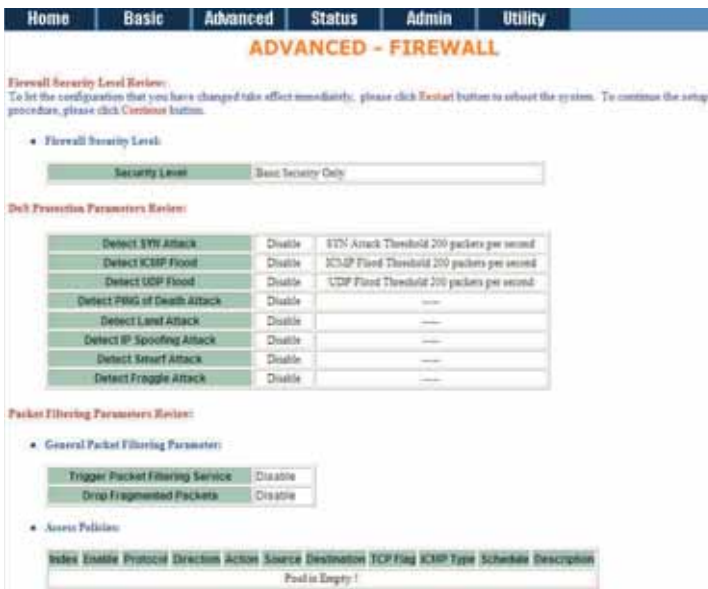 Home Basic Advanced Status Admin Utility
ADVANCED - FIREWALL
Firewall Security Level Review:
To let the configuration that you have changed take effect immediately, please click Restart button to reboot the system. To continue the setup
procedure, please click Continue button.
Firewall Security Level:
Security Level Basic Security Only
DoS Protection Parameters Review:
Detect SYN Attack Disable SYN Attack Threshold 200 packets per second
Detect ICMP Flood Disable ICMP Flood Threshold 200 packets per second
Detect UDP Flood Disable UDP Flood Threshold 200 packets per second
Detect PING of Death Attack Disable -----
Detect Land Attack Disable -----
Detect IP Spoofing Attack Disable -----
Detect Smurf Attack Disable -----
Detect Fraggle Attack Disable -----
Packet Filtering Parameters Review:
General Packet Filtering Parameter:
Trigger Packet Filtering Service Disable
Drop Fragmented Packets Disable
Access Policies:
Index Enable Protocol Direction Action Source Destination TCP Flag ICMP Type Schedule Description
Pool is Empty !